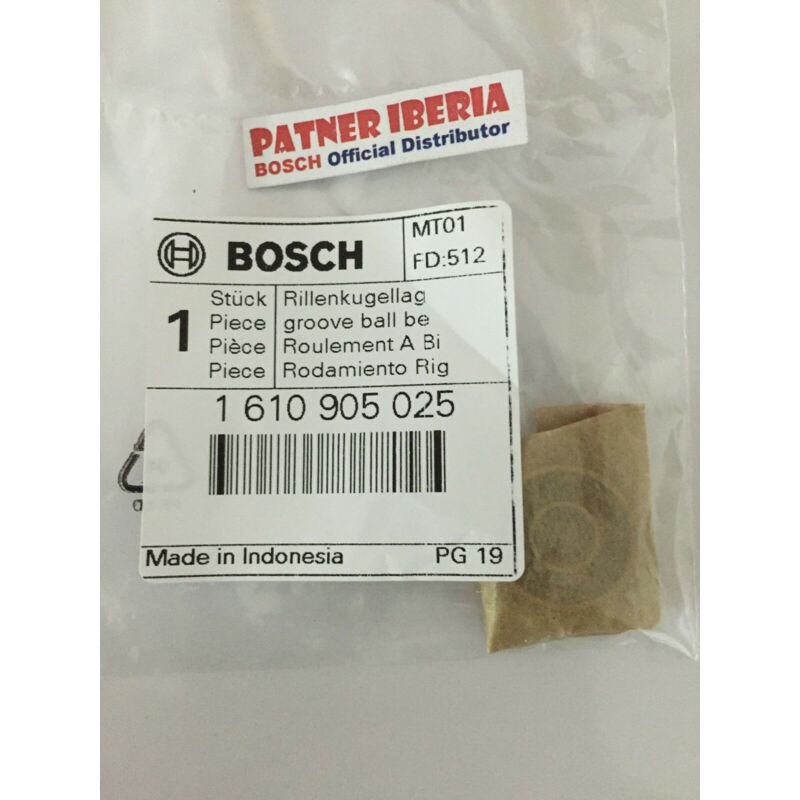 PATNER IBERIA
BOSCH Official Distributor
BOSCH
MT01
FD:512
1
Stück Rillenkugellag
Piece groove ball be
Pièce Roulement A Bi
Piece Rodamiento Rig
1 610 905 025
Made in Indonesia PG 19